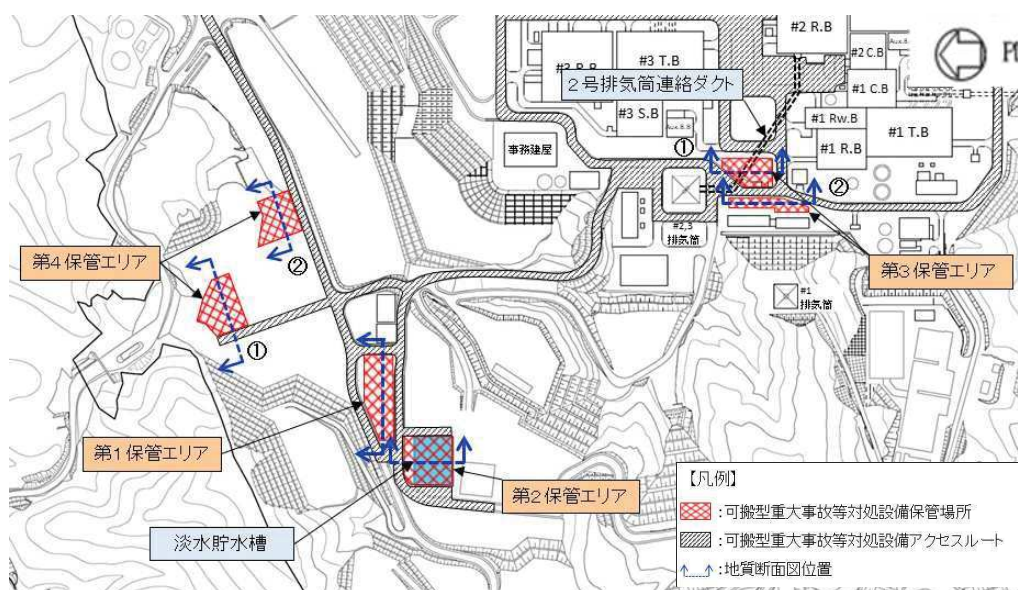 #2 R.B
#3 T.B
#2 C.B
#1 C.B
2号排気筒連絡ダクト
#3 S.B
#1 Rw.B
#1 T.B
#1 R.B
事務建屋
①
②
#2,3
排気筒
第3保管エリア
#1
排気筒
第4保管エリア
②
①
第1保管エリア
第2保管エリア
淡水貯水槽
【凡例】
:可搬型重大事故等対処設備保管場所
:可搬型重大事故等対処設備アクセスルート
:地質断面図位置